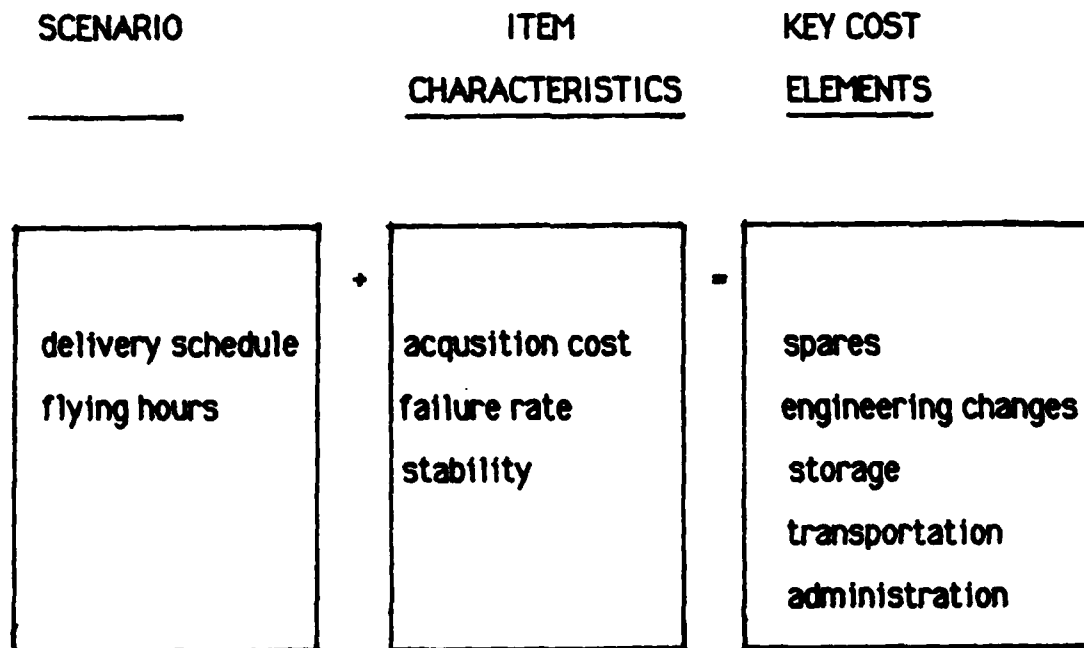 SCENARIO
ITEM
CHARACTERISTICS
KEY COST
ELEMENTS
delivery schedule
flying hours
+
acqusition cost
failure rate
stability
=
spares
engineering changes
storage
transportation
administration